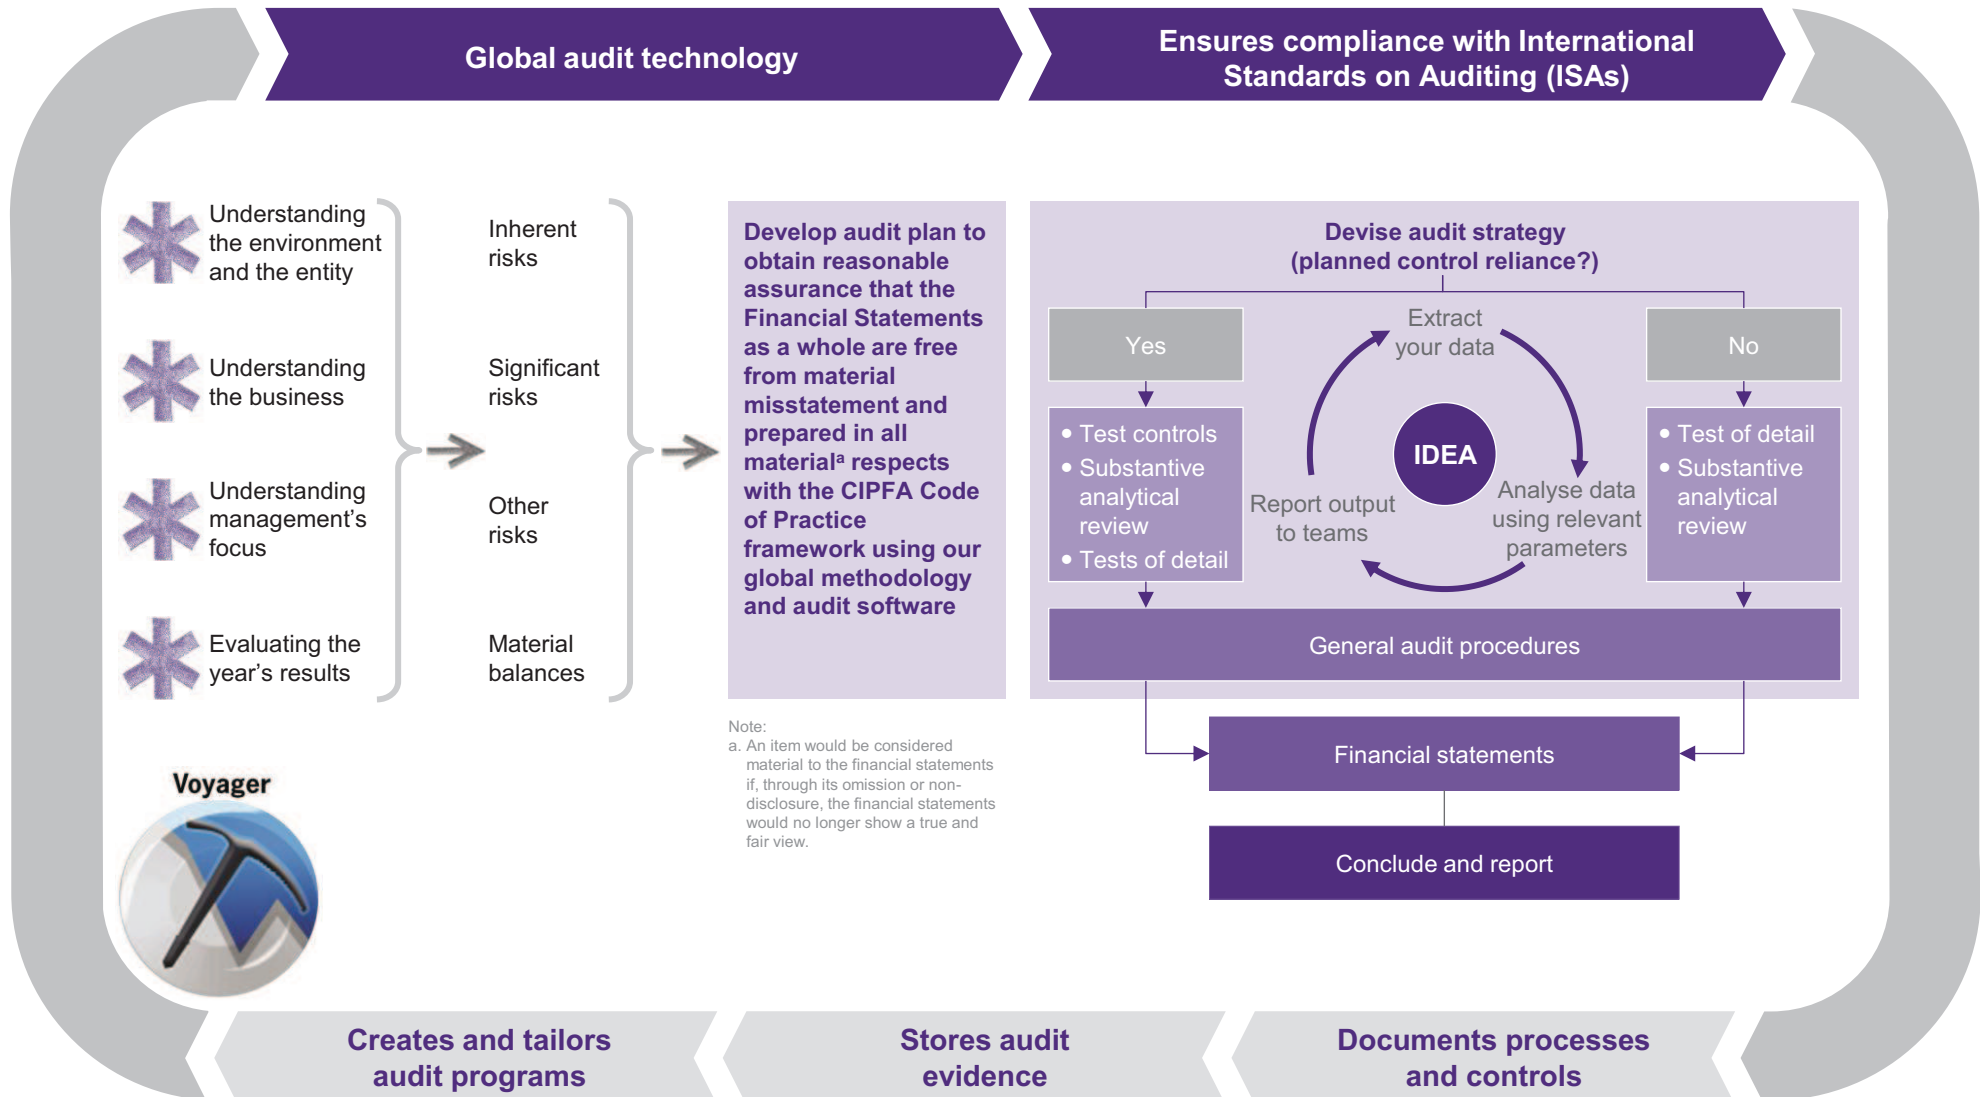 Global audit technology
Ensures compliance with International
Standards on Auditing (ISAs)
Understanding
the environment
and the entity
Understanding
the business
Understanding
management’s
focus
Evaluating the
year’s results
Inherent
risks
Significant
risks
Other
risks
Material
balances
Develop audit plan to
obtain reasonable
assurance that the
Financial Statements
as a whole are free
from material
misstatement and
prepared in all
materialᵃ respects
with the CIPFA Code
of Practice
framework using our
global methodology
and audit software
Note:
a. An item would be considered
material to the financial statements
if, through its omission or non-
disclosure, the financial statements
would no longer show a true and
fair view.
Devise audit strategy
(planned control reliance?)
Yes
• Test controls
• Substantive
analytical
review
• Tests of detail
Extract
your data
IDEA
Analyse data
using relevant
parameters
Report output
to teams
No
• Test of detail
• Substantive
analytical
review
General audit procedures
Financial statements
Conclude and report
Voyager
Creates and tailors
audit programs
Stores audit
evidence
Documents processes
and controls